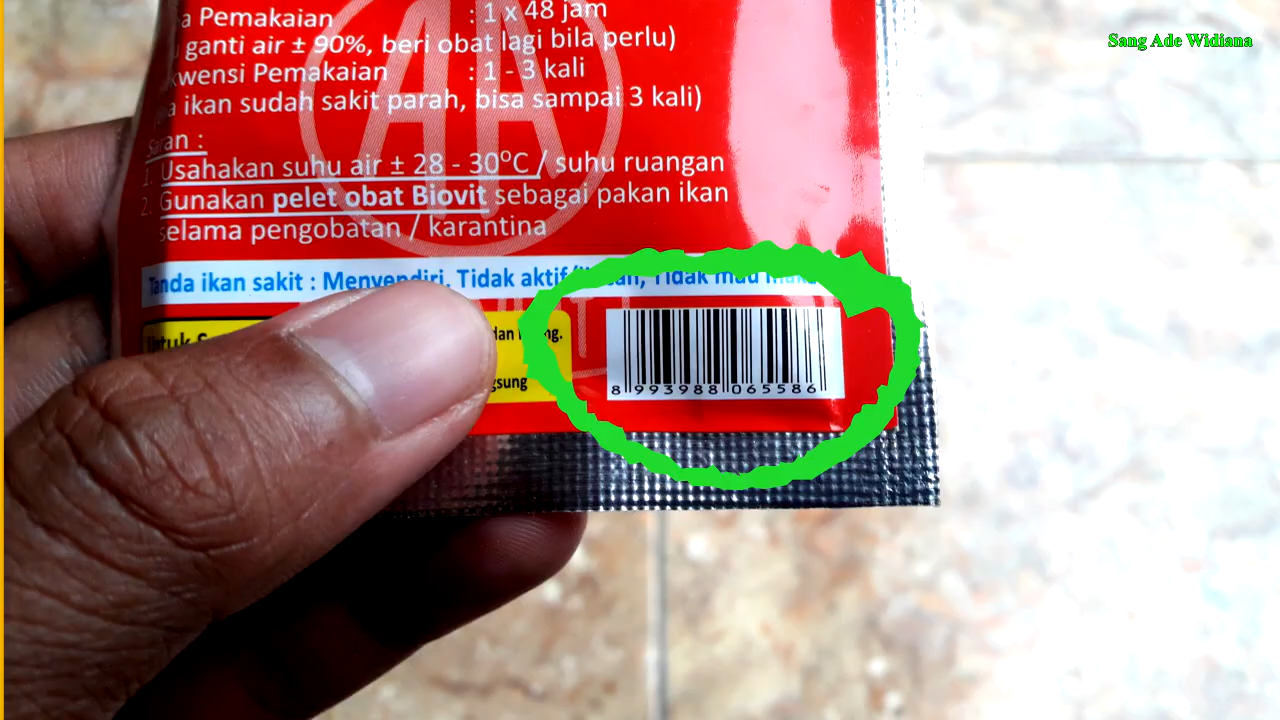 Sang Ade Widiana
a Pemakaian : 1 x 48 jam
ganti air ± 90%, beri obat lagi bila perlu)
kwensi Pemakaian : 1 - 3 kali
a ikan sudah sakit parah, bisa sampai 3 kali)
Saran :
1. Usahakan suhu air ± 28 - 30°C / suhu ruangan
2. Gunakan pelet obat Biovit sebagai pakan ikan
selama pengobatan / karantina
Tanda ikan sakit : Menyendiri, Tidak aktif Tidak mau
dan
gsung
8 993988 065586
AA